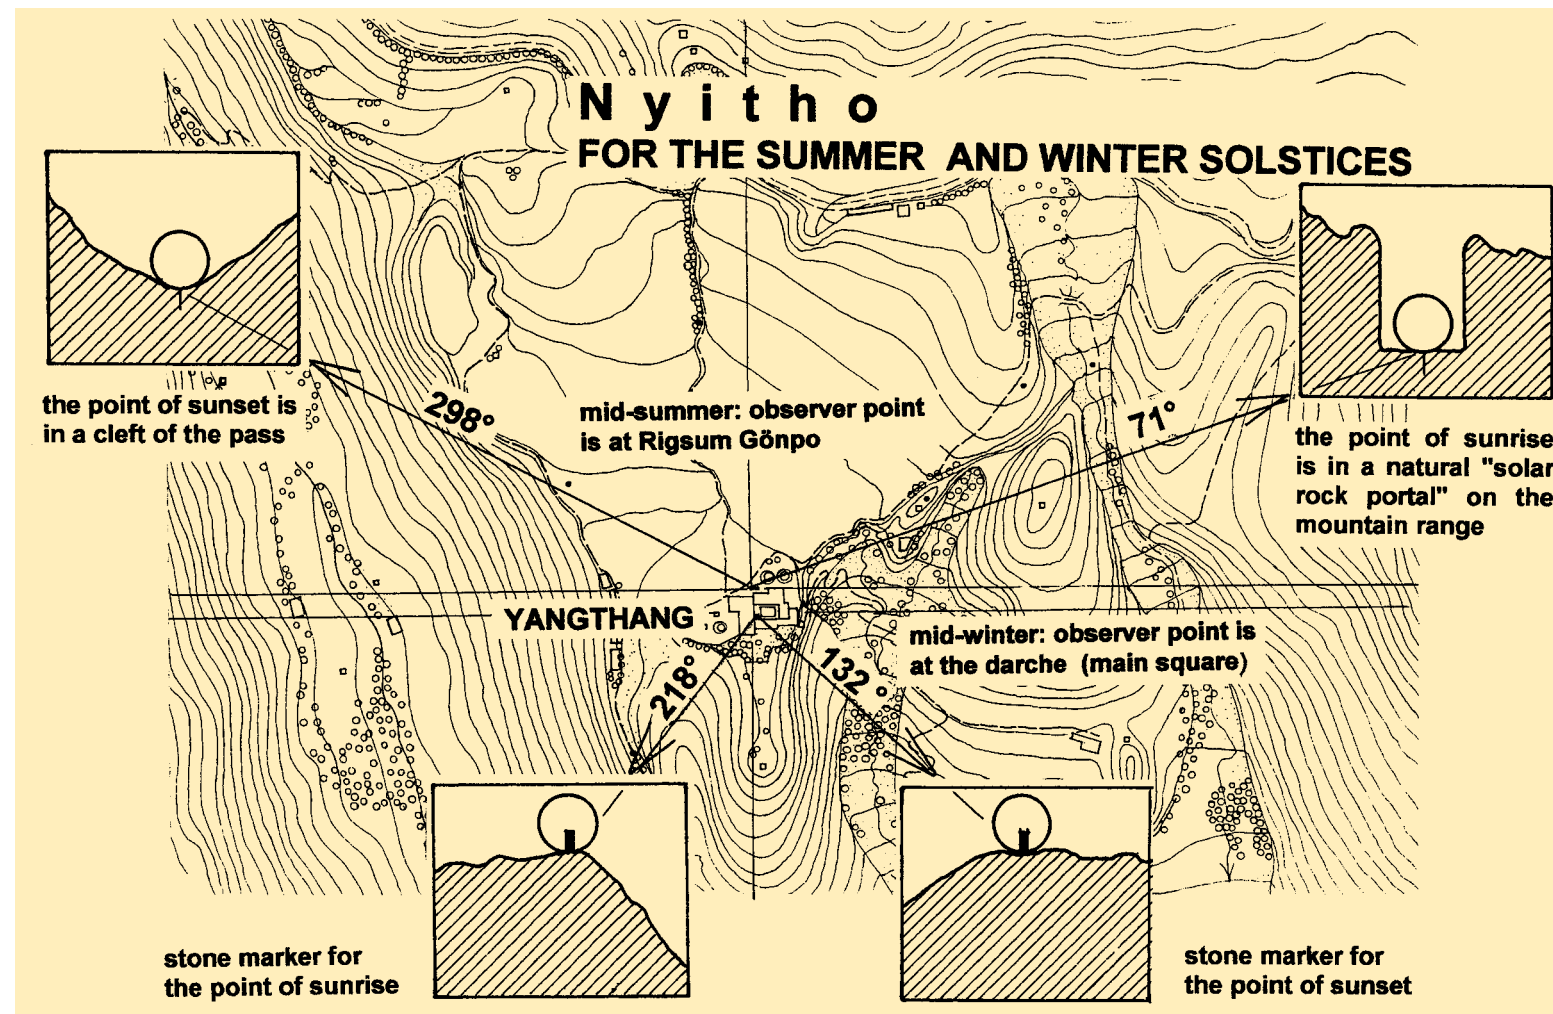 Nyitho
FOR THE SUMMER AND WINTER SOLSTICES
the point of sunset is
in a cleft of the pass
298°
mid-summer: observer point
is at Rigsum Gönpo
71°
the point of sunrise
is in a natural "solar
rock portal" on the
mountain range
YANGTHANG
mid-winter: observer point is
at the darche (main square)
218°
132°
stone marker for
the point of sunrise
stone marker for
the point of sunset